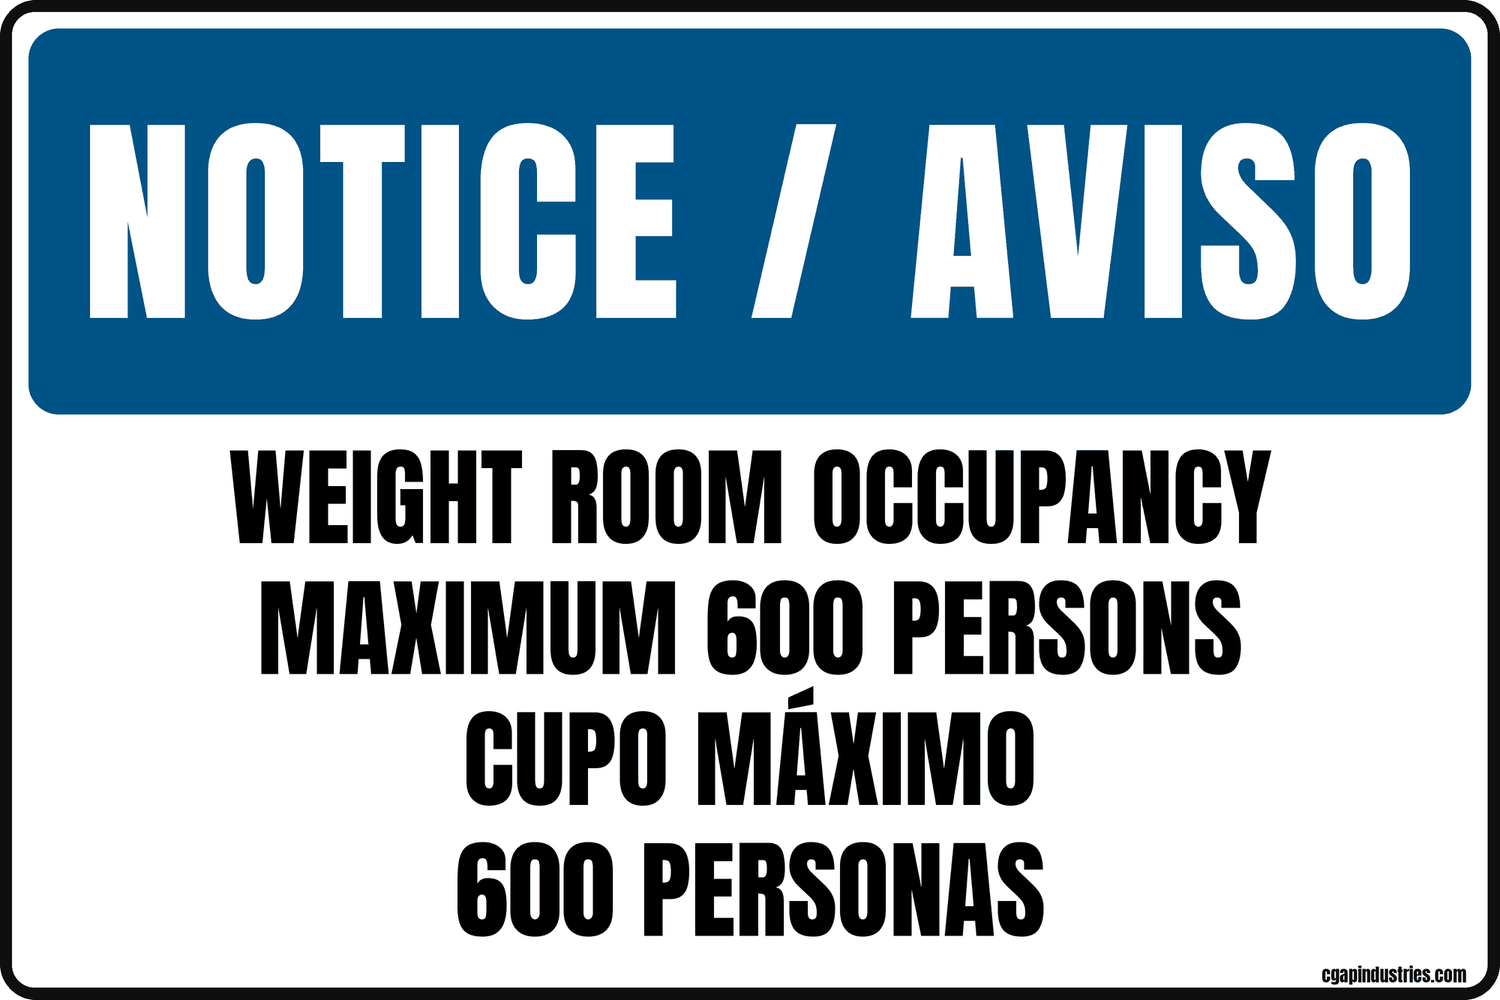 NOTICE / AVISO
WEIGHT ROOM OCCUPANCY
MAXIMUM 600 PERSONS
CUPO MÁXIMO
600 PERSONAS
cgapindustries.com